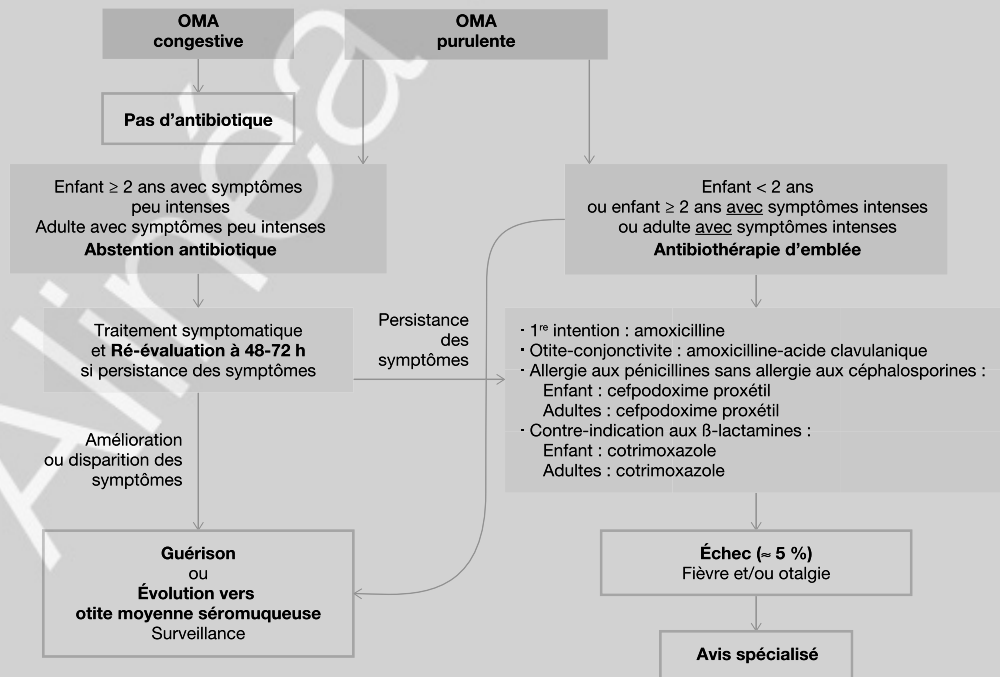 OMA
congestive
OMA
purulente
Pas d'antibiotique
Enfant ≥ 2 ans avec symptômes
peu intenses
Adulte avec symptômes peu intenses
Abstention antibiotique
Enfant < 2 ans
ou enfant ≥ 2 ans avec symptômes intenses
ou adulte avec symptômes intenses
Antibiothérapie d'emblée
Traitement symptomatique
et Ré-évaluation à 48-72 h
si persistance des symptômes
Persistance
des
symptômes
- 1re intention : amoxicilline
- Otite-conjonctivite : amoxicilline-acide clavulanique
- Allergie aux pénicillines sans allergie aux céphalosporines :
Enfant : cefpodoxime proxétil
Adultes : cefpodoxime proxétil
- Contre-indication aux ß-lactamines :
Enfant : cotrimoxazole
Adultes : cotrimoxazole
Amélioration
ou disparition des
symptômes
Guérison
ou
Évolution vers
otite moyenne séromuqueuse
Surveillance
Échec (≈ 5 %)
Fièvre et/ou otalgie
Avis spécialisé
Alinéa